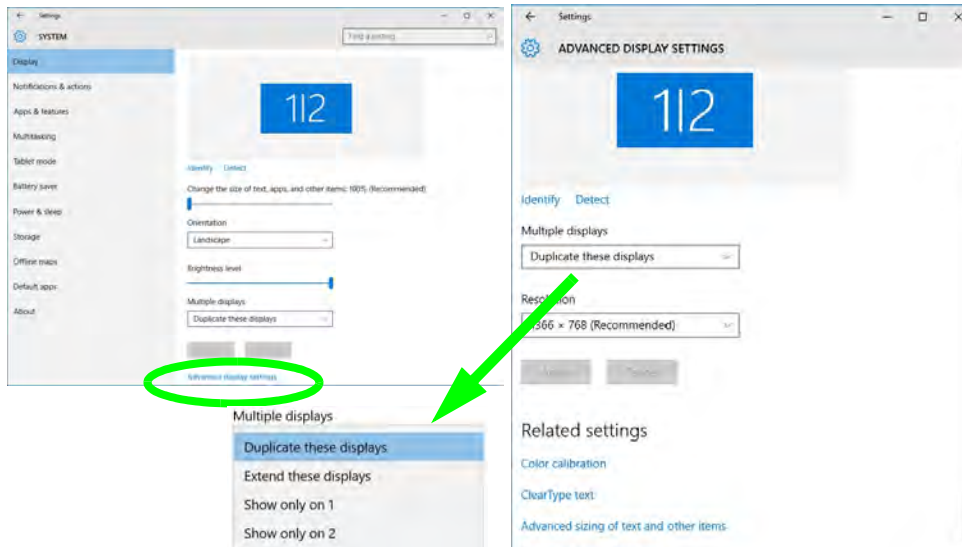 Settings
SYSTEM
Find a setting
Display
Notifications & actions
Apps & features
Multitasking
Tablet mode
Battery saver
Power & sleep
Storage
Offline maps
Default apps
About
1|2
Identify Detect
Change the size of text, apps, and other items: 100% (Recommended)
Orientation
Landscape
Brightness level
Multiple displays
Duplicate these displays
Advanced display settings
Multiple displays
Duplicate these displays
Extend these displays
Show only on 1
Show only on 2
Settings
ADVANCED DISPLAY SETTINGS
1|2
Identify Detect
Multiple displays
Duplicate these displays
Resolution
1366 × 768 (Recommended)
Related settings
Color calibration
ClearType text
Advanced sizing of text and other items